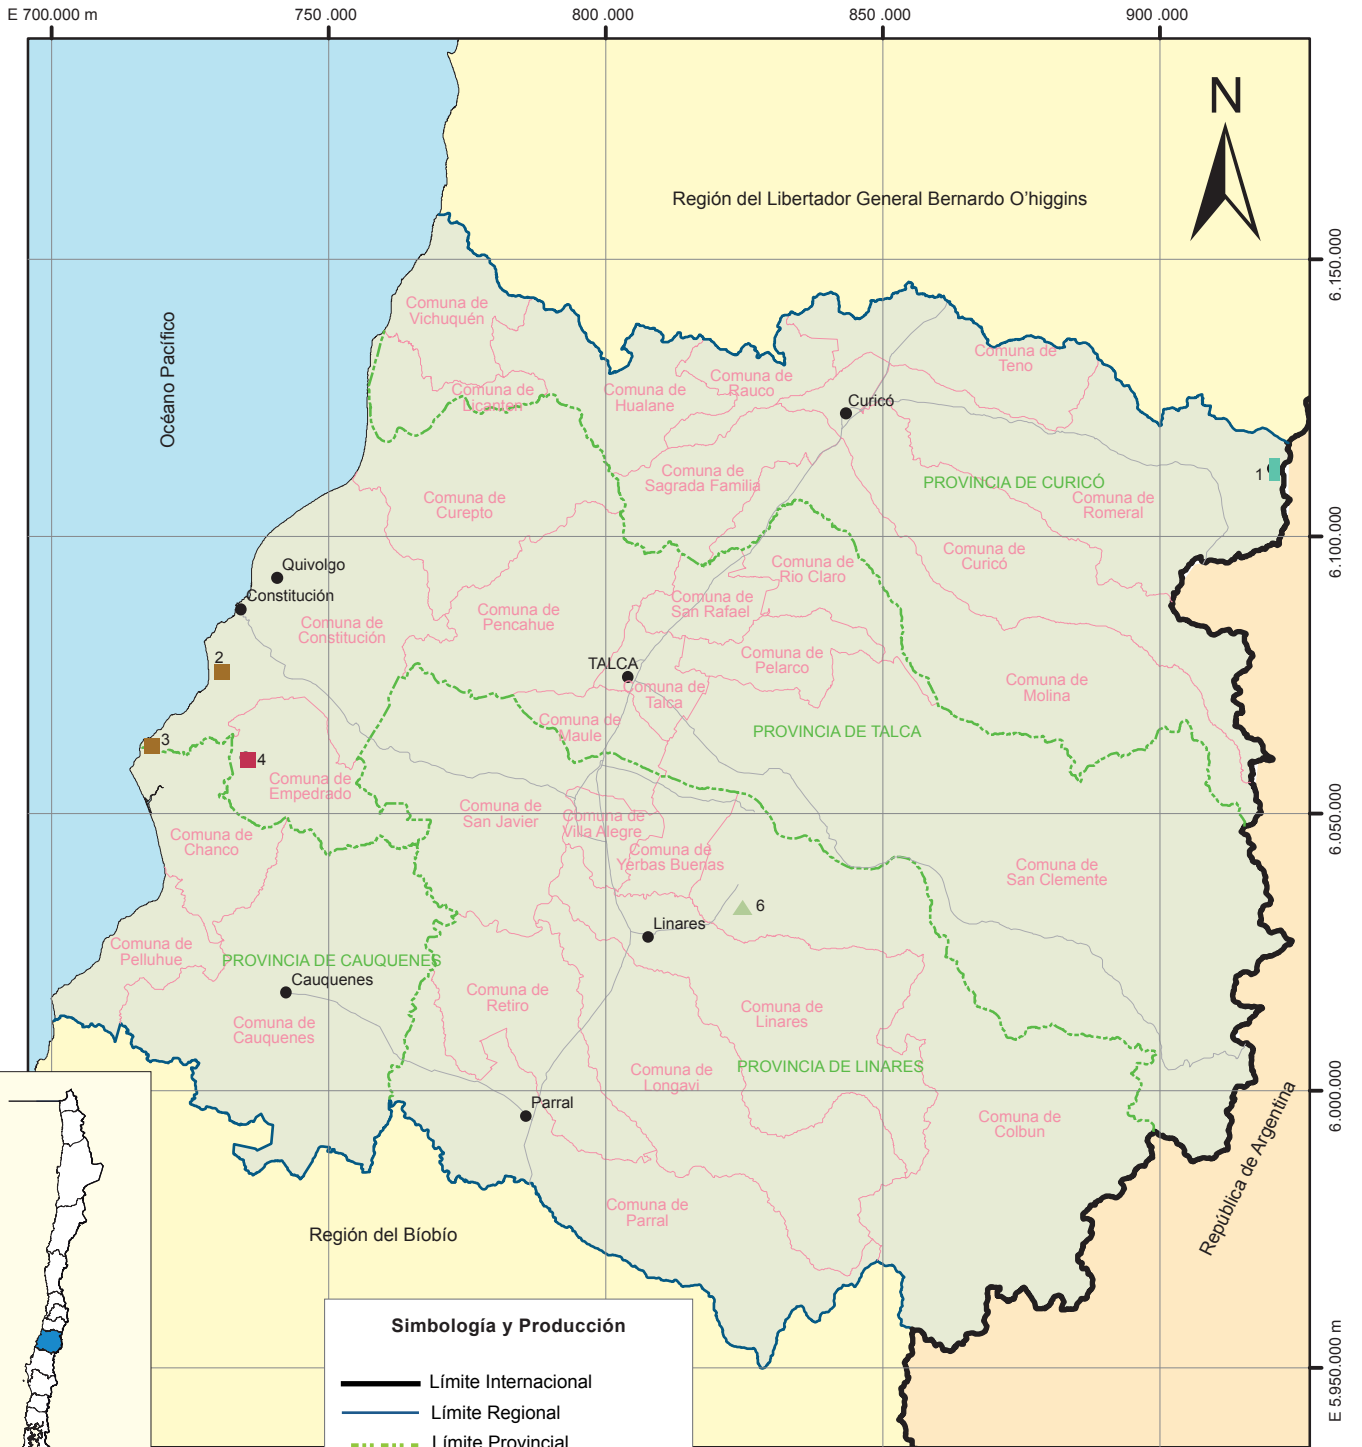 E 700.000 m
750 .000
800 .000
850 .000
900 .000
N
Región del Libertador General Bernardo O'higgins
6.150.000
Océano Pacífico
Comuna de
Vichuquén
Comuna de
Teno
Comuna de
Licanten
Comuna de
Hualane
Comuna de
Rauco
Curicó
Comuna de
Sagrada Familia
PROVINCIA DE CURICÓ
1
Comuna de
Curepto
Comuna de
Romeral
6.100.000
Quivolgo
Comuna de
Rio Claro
Comuna de
Curicó
Constitución
Comuna de
Constitución
Comuna de
Pencahue
Comuna de
San Rafael
2
TALCA
Comuna de
Pelarco
Comuna de
Talca
Comuna de
Molina
3
Comuna de
Maule
PROVINCIA DE TALCA
4
Comuna de
Empedrado
Comuna de
San Javier
Comuna de
Villa Alegre
6.050.000
Comuna de
Chanco
Comuna de
Yerbas Buenas
Comuna de
San Clemente
6
Linares
Comuna de
Pelluhue
PROVINCIA DE CAUQUENES
Cauquenes
Comuna de
Retiro
Comuna de
Linares
Comuna de
Cauquenes
Comuna de
Longavi
PROVINCIA DE LINARES
6.000.000
Parral
Comuna de
Colbun
República de Argentina
Comuna de
Parral
Región del Bíobío
Simbología y Producción
Límite Internacional
Límite Regional
Límite Provincial
E 5.950.000 m